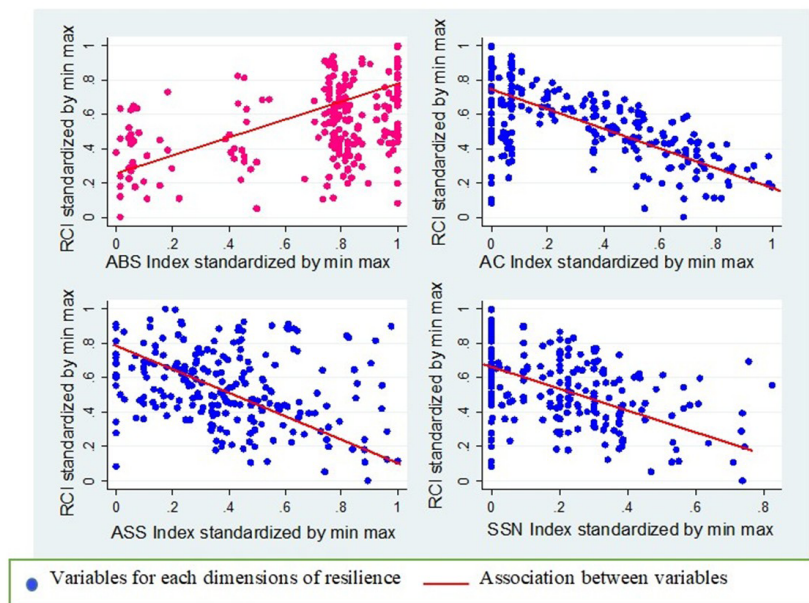 RCI standardized by min max
1
.8
.6
.4
.2
0
0 .2 .4 .6 .8 1
ABS Index standardized by min max
RCI standardized by min max
1
.8
.6
.4
.2
0
0 .2 .4 .6 .8 1
AC Index standardized by min max
RCI standardized by min max
1
.8
.6
.4
.2
0
0 .2 .4 .6 .8 1
ASS Index standardized by min max
RCI standardized by min max
1
.8
.6
.4
.2
0
0 0.2 0.4 0.6 0.8
SSN Index standardized by min max
Variables for each dimensions of resilience Association between variables